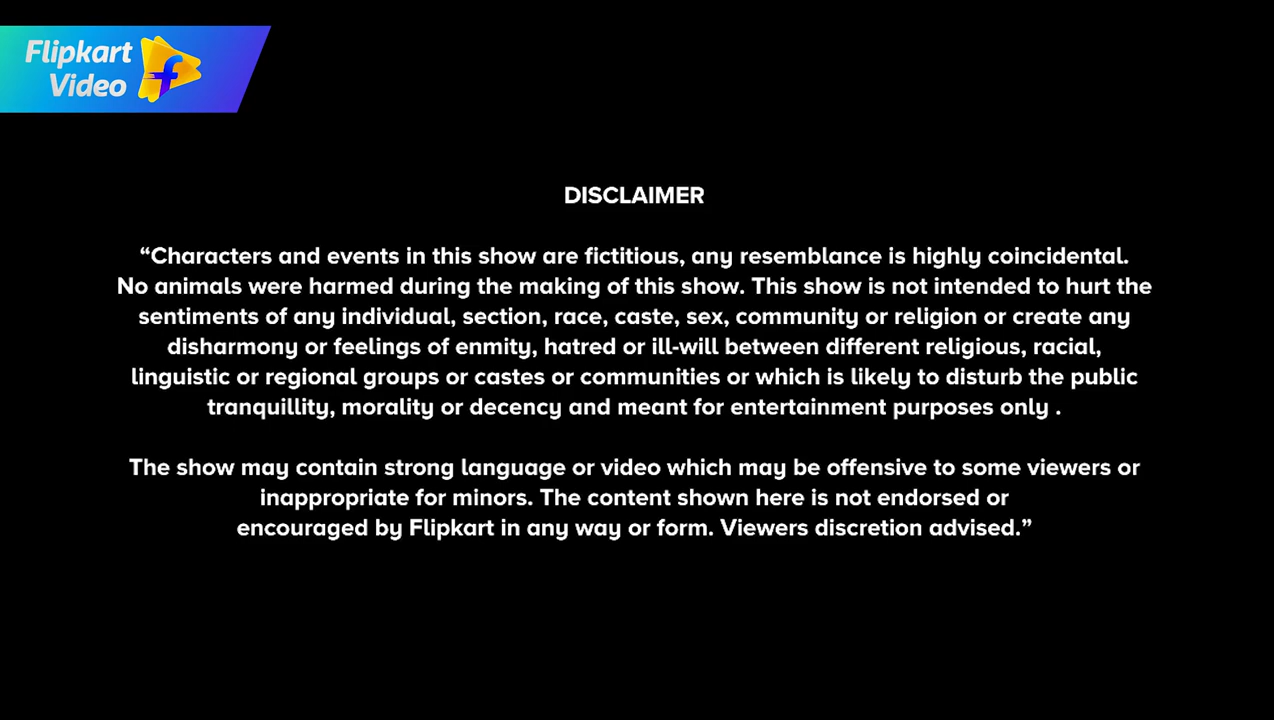 Flipkart
Video
DISCLAIMER
“Characters and events in this show are fictitious, any resemblance is highly coincidental.
No animals were harmed during the making of this show. This show is not intended to hurt the
sentiments of any individual, section, race, caste, sex, community or religion or create any
disharmony or feelings of enmity, hatred or ill-will between different religious, racial,
linguistic or regional groups or castes or communities or which is likely to disturb the public
tranquillity, morality or decency and meant for entertainment purposes only .
The show may contain strong language or video which may be offensive to some viewers or
inappropriate for minors. The content shown here is not endorsed or
encouraged by Flipkart in any way or form. Viewers discretion advised.”